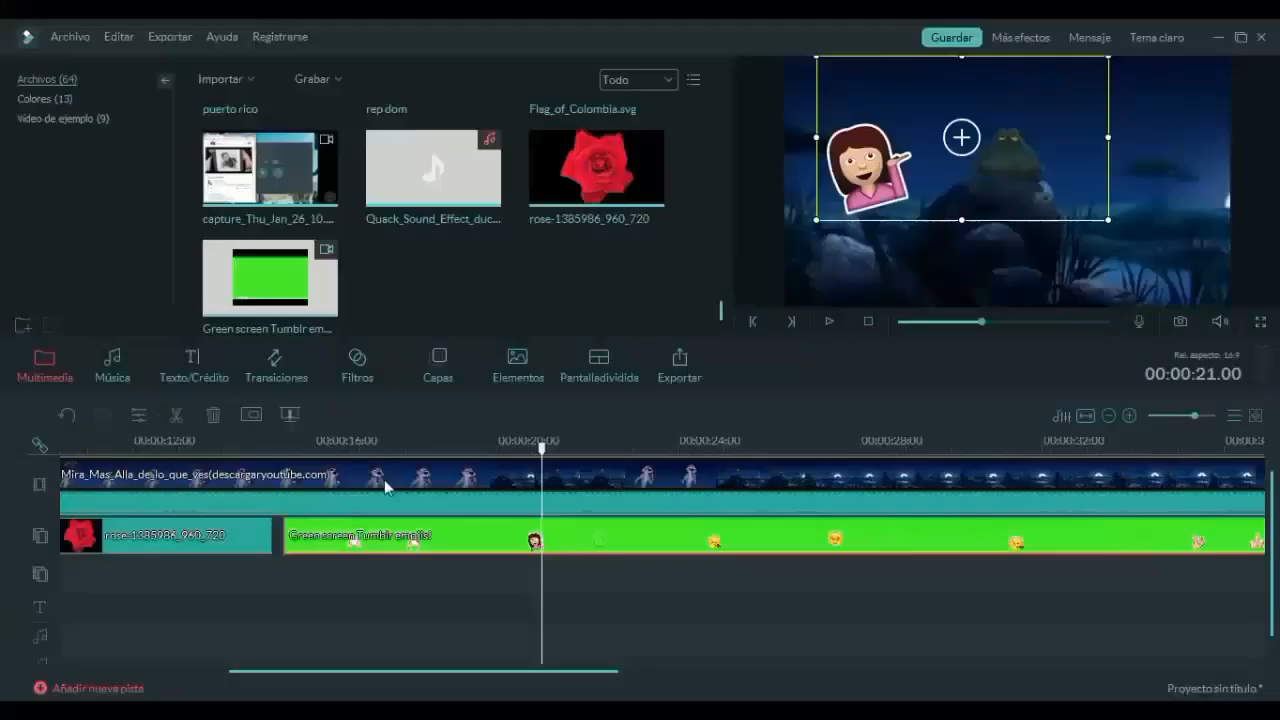 Archivo Editar Exportar Ayuda Registrarse
Guardar Más efectos Mensaje Tema claro
Archivos (64)
Colores (13)
Vídeo de ejemplo (9)
Importar Grabar Todo
puerto rico rep dom Flag_of_Colombia.svg
capture_Thu_Jan_26_10.... Quack_Sound_Effect_duc... rose-1385986_960_720
Green screen Tumblr em...
Multimedia Música Texto/Crédito Transiciones Filtros Capas Elementos Pantalladividida Exportar
Rel. aspecto. 16:9
00:00:21.00
00:00:12:00 00:00:16:00 00:00:20:00 00:00:24:00 00:00:28:00 00:00:32:00 00:00:3
Mira_Mas_Alla_de_lo_que_ves(descargaryoutube.com)
rose-1385986_960_720 Green screen Tumblr emojis!
T
Añadir nueva pista
Proyecto sin título *